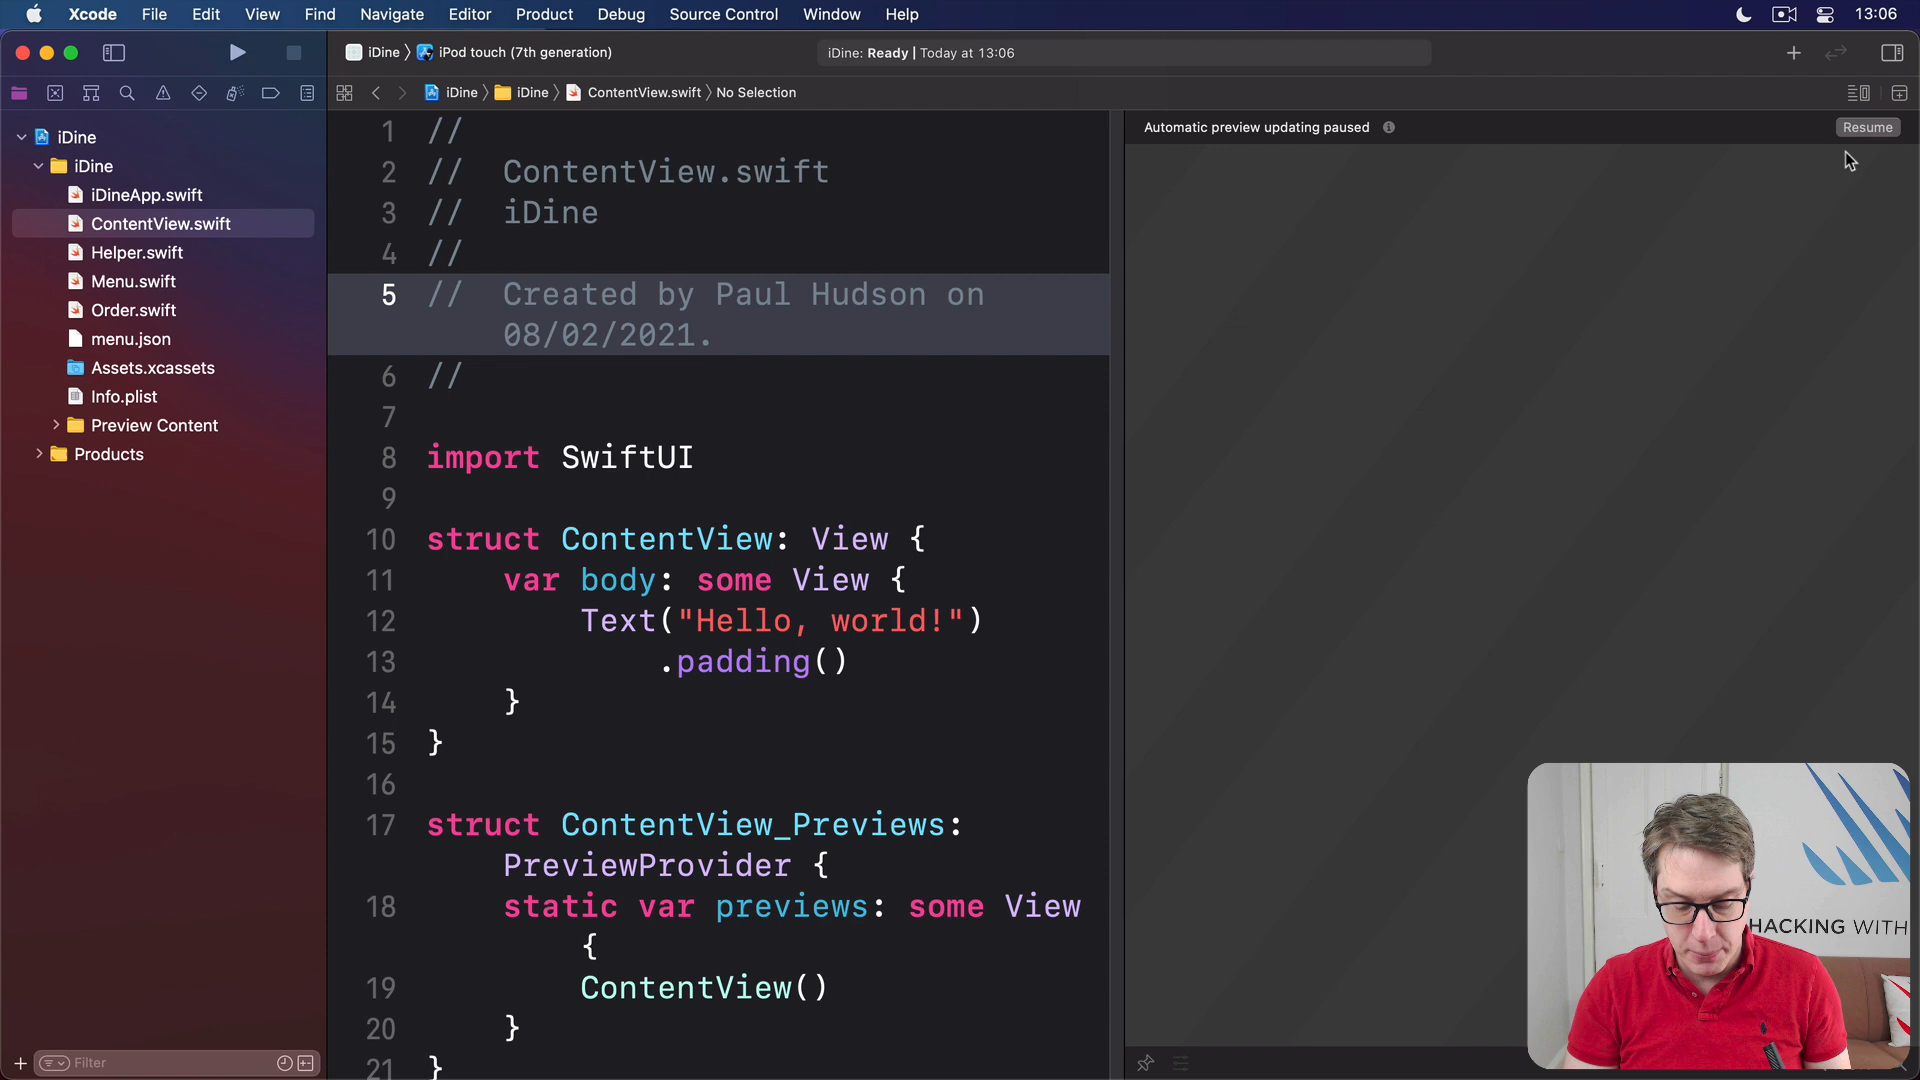 Xcode File Edit View Find Navigate Editor Product Debug Source Control Window Help 13:06
iDine iPod touch (7th generation) iDine: Ready | Today at 13:06
iDine iDine ContentView.swift No Selection
Automatic preview updating paused Resume
iDine
iDine
iDineApp.swift
ContentView.swift
Helper.swift
Menu.swift
Order.swift
menu.json
Assets.xcassets
Info.plist
Preview Content
Products
Filter
1 //
2 // ContentView.swift
3 // iDine
4 //
5 // Created by Paul Hudson on
08/02/2021.
6 //
7
8 import SwiftUI
9
10 struct ContentView: View {
11 var body: some View {
12 Text("Hello, world!")
13 .padding()
14 }
15 }
16
17 struct ContentView_Previews:
PreviewProvider {
18 static var previews: some View
{
19 ContentView()
20 }
21 }
HACKING WITH